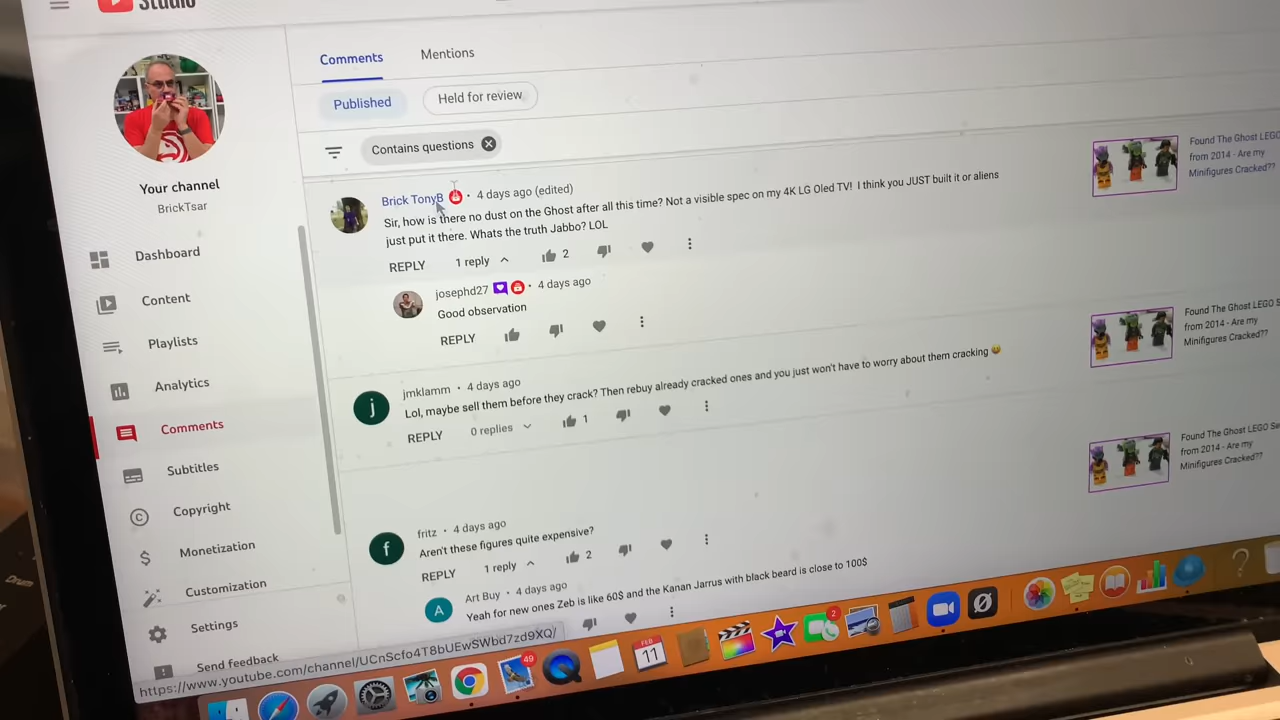 Studio
Comments
Mentions
Published
Held for review
Contains questions
Your channel
BrickTsar
Dashboard
Content
Playlists
Analytics
Comments
Subtitles
Copyright
Monetization
Customization
Settings
Send feedback
Brick TonyB • 4 days ago (edited)
Sir, how is there no dust on the Ghost after all this time? Not a visible spec on my 4K LG Oled TV! I think you JUST built it or aliens
just put it there. Whats the truth Jabbo? LOL
REPLY 1 reply 2
josephd27 • 4 days ago
Good observation
REPLY
Found The Ghost LEGO
from 2014 - Are my
Minifigures Cracked??
j
jmklamm • 4 days ago
Lol, maybe sell them before they crack? Then rebuy already cracked ones and you just won't have to worry about them cracking 😆
REPLY 0 replies 1
Found The Ghost LEGO S
from 2014 - Are my
Minifigures Cracked??
f
fritz • 4 days ago
Aren't these figures quite expensive?
REPLY 1 reply 2
A
Art Buy • 4 days ago
Yeah for new ones Zeb is like 60$ and the Kanan Jarrus with black beard is close to 100$
Found The Ghost LEGO Se
from 2014 - Are my
Minifigures Cracked??
https://www.youtube.com/channel/UCnScfo4T8bUEwSWbd7zd9XQ/
49
FEB
11
2
Drum